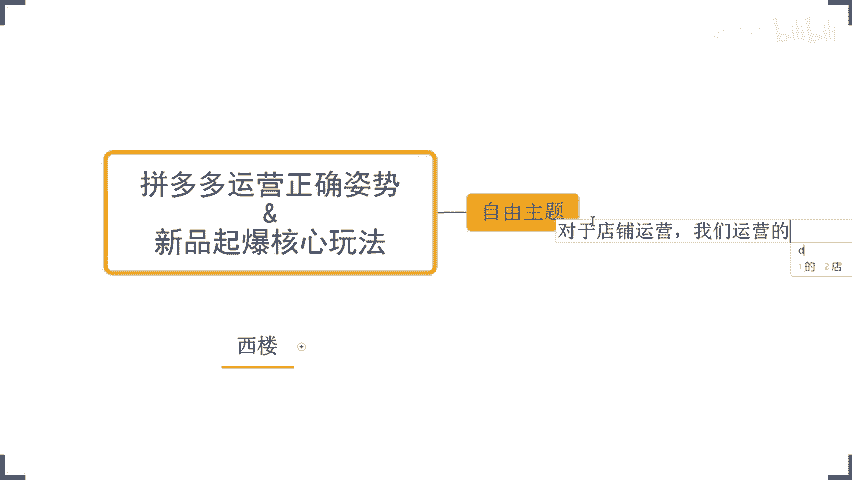 拼多多运营正确姿势
&
新品起爆核心玩法
自由主题
对于店铺运营，我们运营的
d
1的 2店
西楼